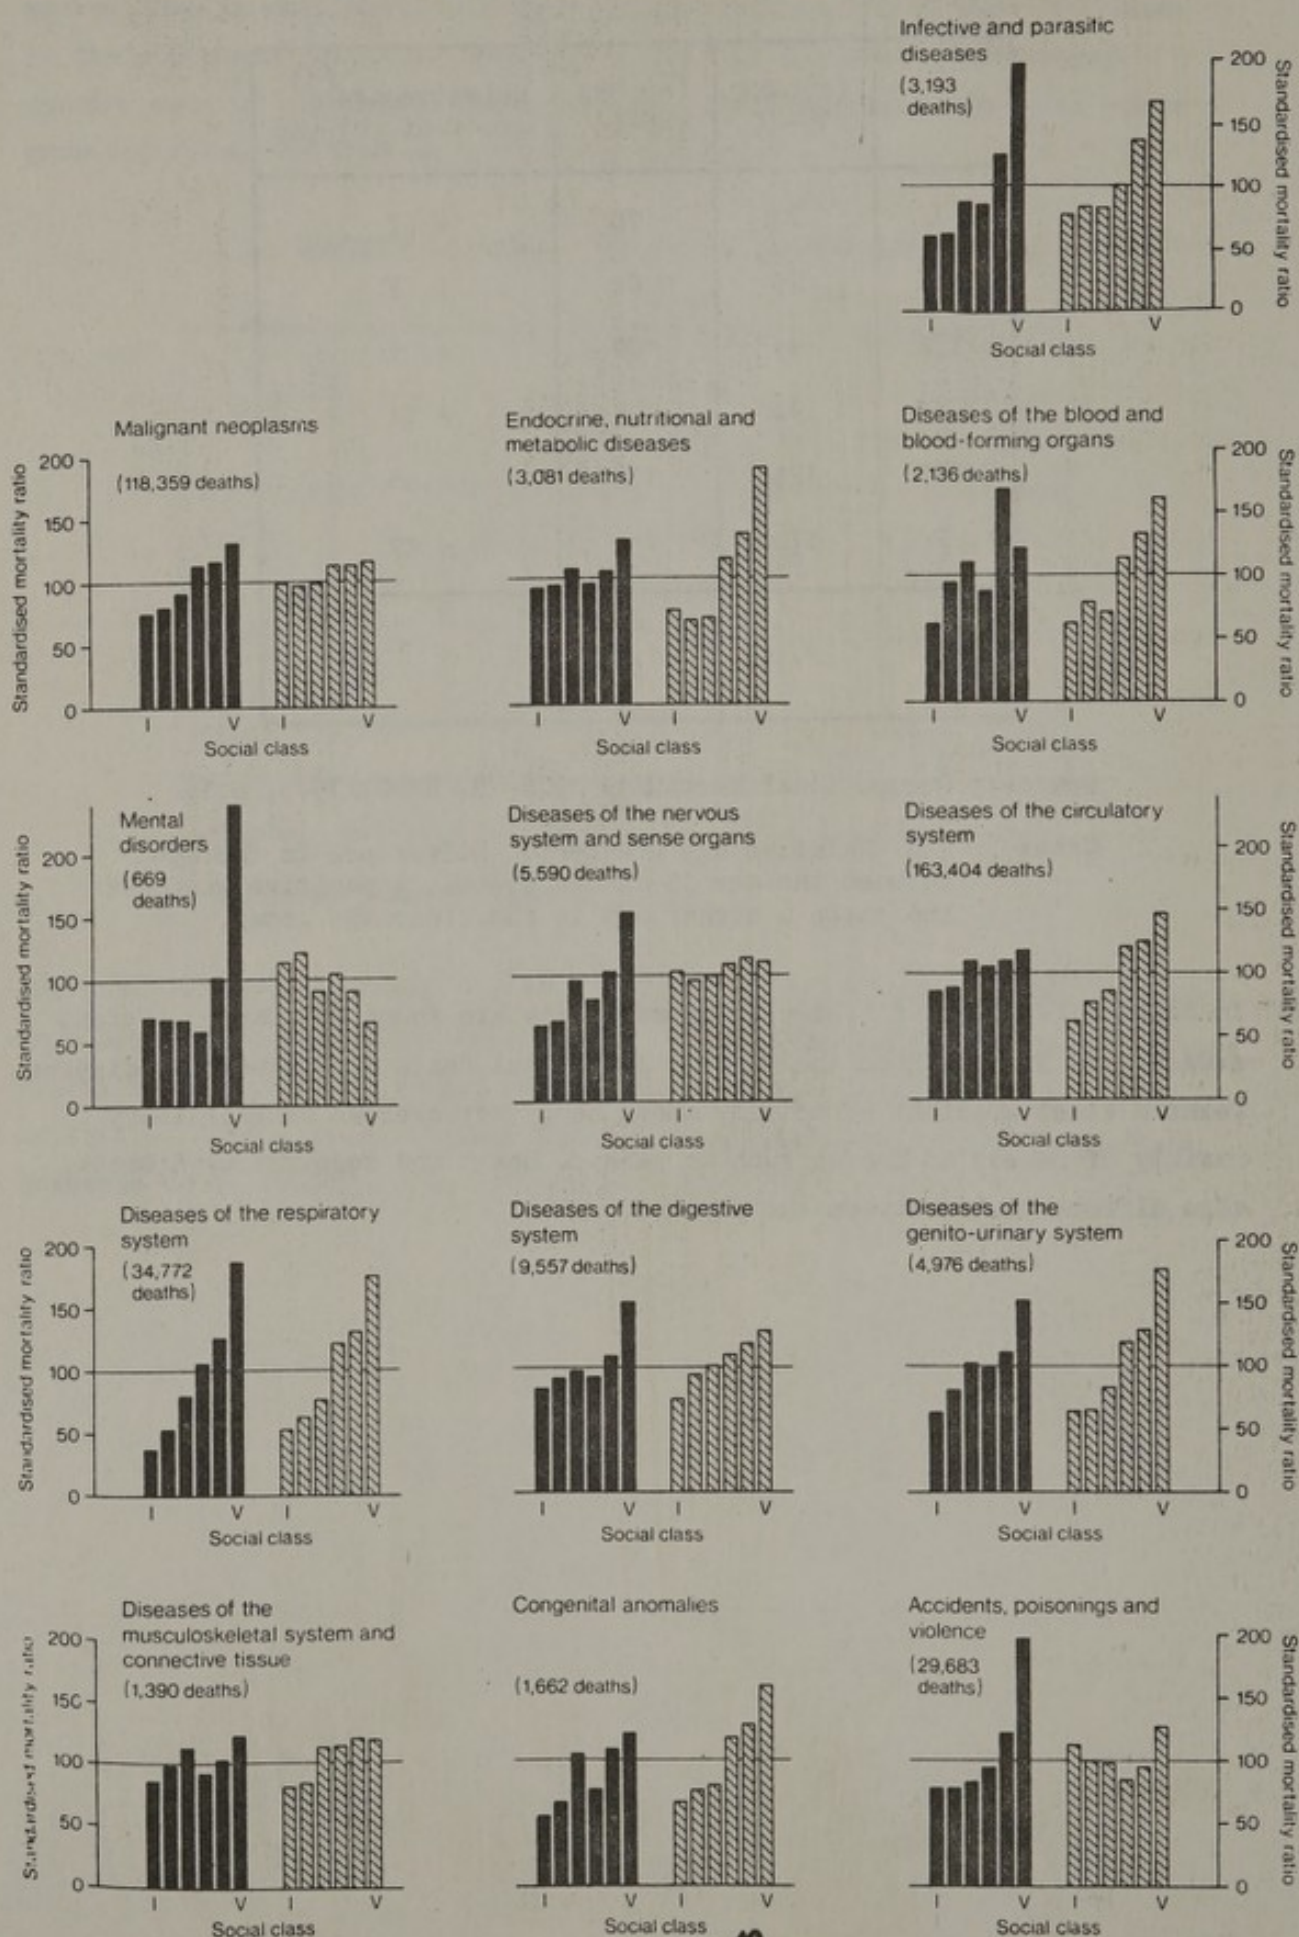 Infective and parasitic
diseases
(3,193
deaths)
200
150
100
50
0
Standardised mortality ratio
I V I V
Social class
Malignant neoplasms
(118,359 deaths)
Standardised mortality ratio
200
150
100
50
0
I V I V
Social class
Endocrine, nutritional and
metabolic diseases
(3,081 deaths)
I V I V
Social class
Diseases of the blood and
blood-forming organs
(2,136 deaths)
200
150
100
50
0
Standardised mortality ratio
I V I V
Social class
Mental
disorders
(669
deaths)
Standardised mortality ratio
200
150
100
50
0
I V I V
Social class
Diseases of the nervous
system and sense organs
(5,590 deaths)
I V I V
Social class
Diseases of the circulatory
system
(163,404 deaths)
200
150
100
50
0
Standardised mortality ratio
I V I V
Social class
Diseases of the respiratory
system
(34,772
deaths)
Standardised mortality ratio
200
150
100
50
0
I V I V
Social class
Diseases of the digestive
system
(9,557 deaths)
I V I V
Social class
Diseases of the
genito-urinary system
(4,976 deaths)
200
150
100
50
0
Standardised mortality ratio
I V I V
Social class
Diseases of the
musculoskeletal system and
connective tissue
(1,390 deaths)
Standardised mortality ratio
200
150
100
50
0
I V I V
Social class
Congenital anomalies
(1,662 deaths)
I V I V
Social class
Accidents, poisonings and
violence
(29,683
deaths)
200
150
100
50
0
Standardised mortality ratio
I V I V
Social class